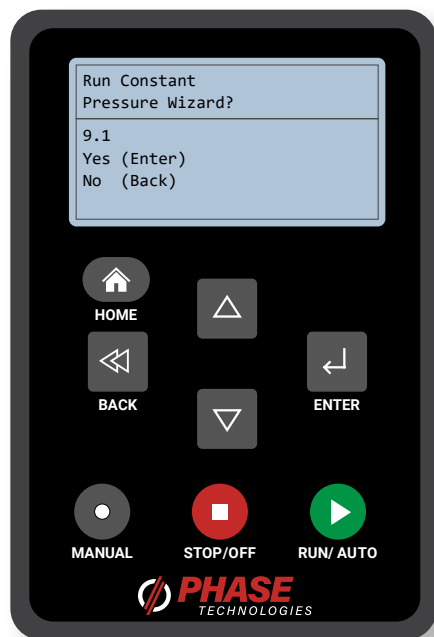 Run Constant
Pressure Wizard?
9.1
Yes (Enter)
No  (Back)
HOME
BACK
ENTER
MANUAL
STOP/OFF
RUN/ AUTO
PHASE
TECHNOLOGIES